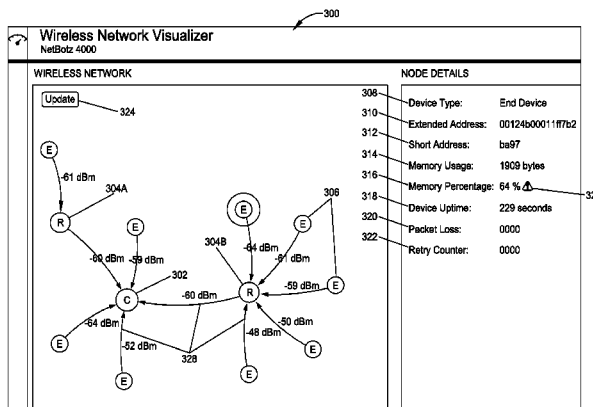 300
Wireless Network Visualizer
NetBotz 4000
WIRELESS NETWORK
NODE DETAILS
Update
324
308
Device Type: End Device
310
Extended Address: 00124b00011ff7b2
312
Short Address: ba97
314
Memory Usage: 1909 bytes
316
Memory Percentage: 64 %
318
Device Uptime: 229 seconds
320
Packet Loss: 0000
322
Retry Counter: 0000
E
-61 dBm
304A
R
E
306
E
E
304B
-64 dBm
-61 dBm
-60 dBm
-59 dBm
302
C
-60 dBm
R
-59 dBm
E
-64 dBm
-52 dBm
328
-48 dBm
-50 dBm
E
E
E
E